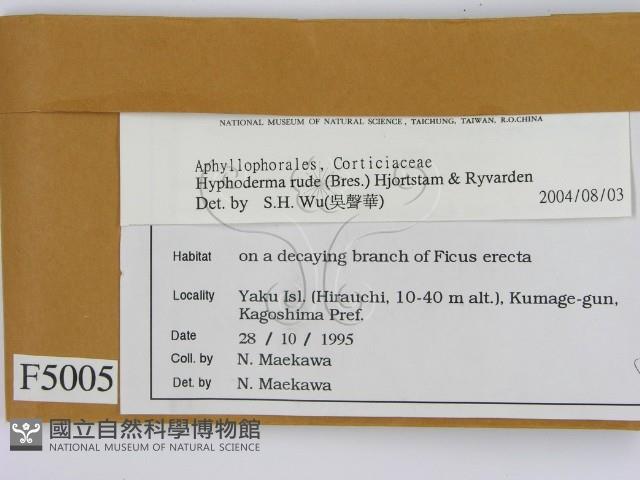 NATIONAL MUSEUM OF NATURAL SCIENCE, TAICHUNG, TAIWAN, R.O.CHINA
Aphyllophorales, Corticiaceae
Hyphoderma rude (Bres.) Hjortstam & Ryvarden
Det. by S.H. Wu(吳聲華) 2004/08/03
Habitat on a decaying branch of Ficus erecta
Locality Yaku Isl. (Hirauchi, 10-40 m alt.), Kumage-gun,
Kagoshima Pref.
Date 28 / 10 / 1995
Coll. by N. Maekawa
Det. by N. Maekawa
F5005
國立自然科學博物館
NATIONAL MUSEUM OF NATURAL SCIENCE